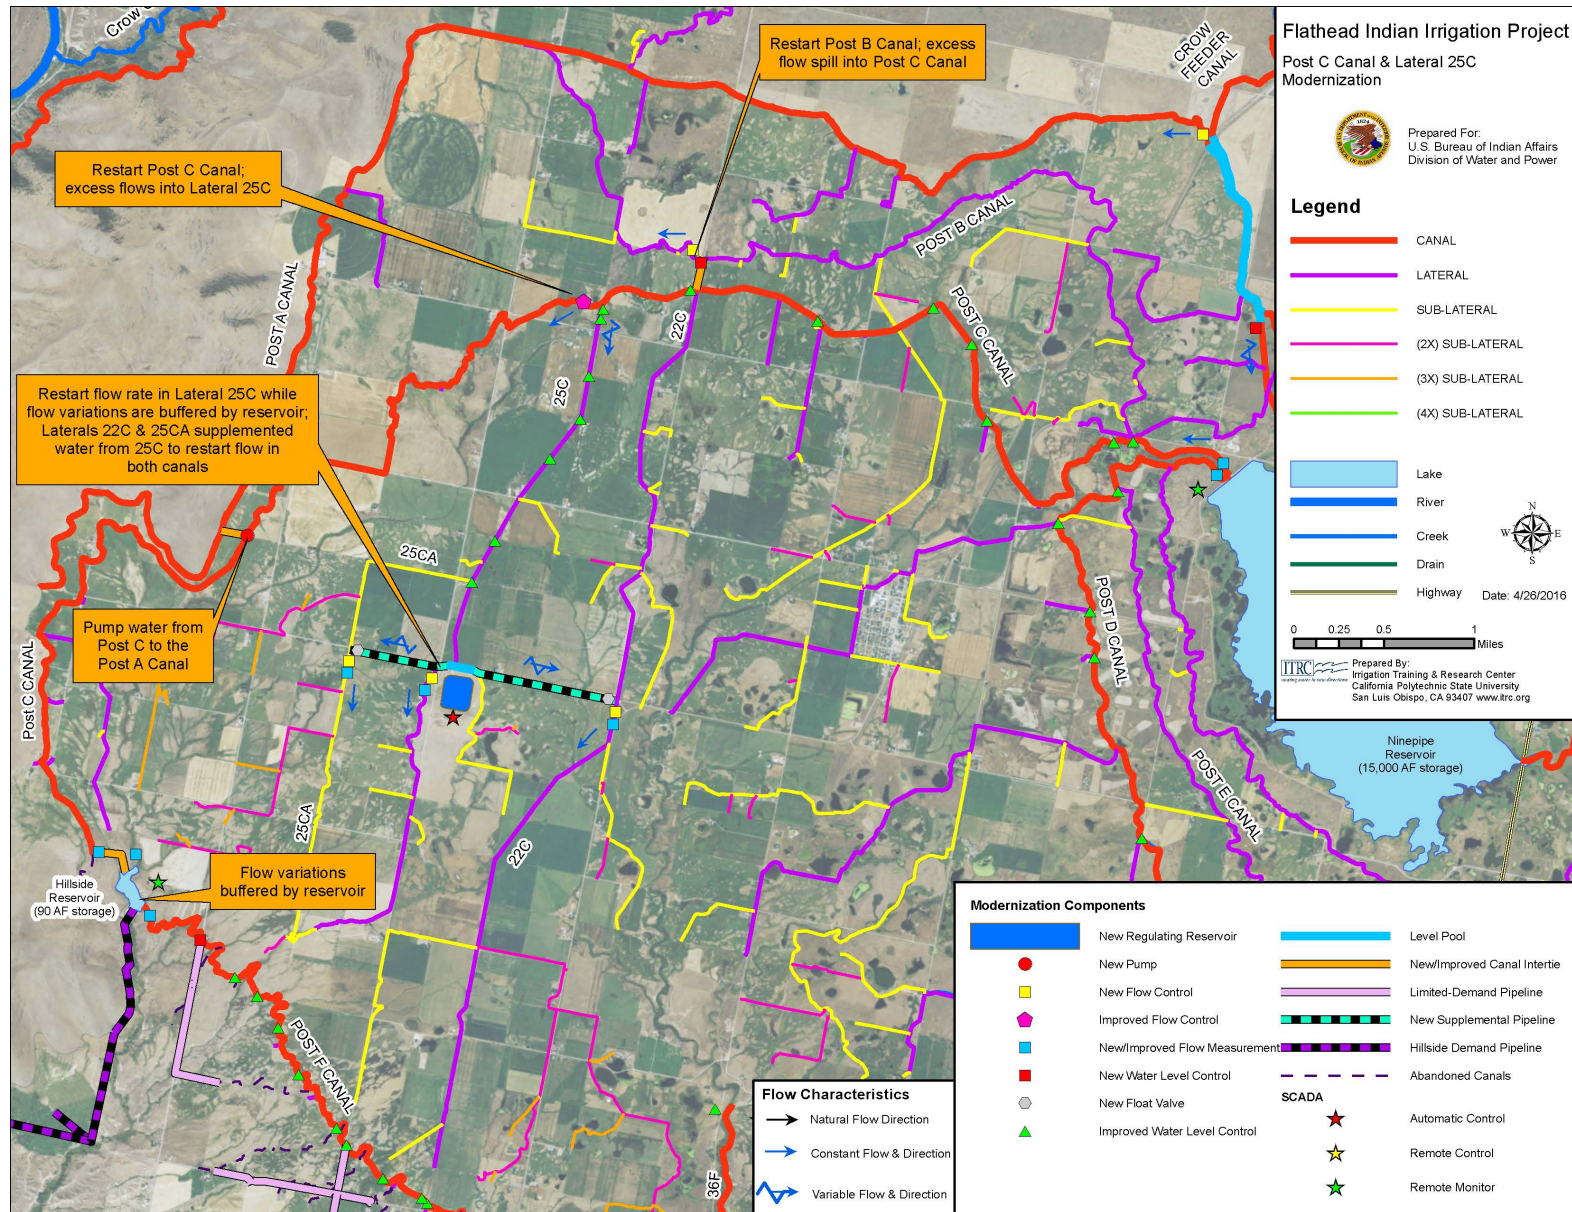 Crow
CROW
FEEDER
CANAL
Restart Post B Canal; excess
flow spill into Post C Canal
Restart Post C Canal;
excess flows into Lateral 25C
POST B CANAL
POST A CANAL
POST C CANAL
22C
25C
Restart flow rate in Lateral 25C while
flow variations are buffered by reservoir;
Laterals 22C & 25CA supplemented
water from 25C to restart flow in
both canals
25CA
Pump water from
Post C to the
Post A Canal
Post C CANAL
POST D CANAL
POST E CANAL
25CA
22C
Flow variations
buffered by reservoir
Hillside
Reservoir
(90 AF storage)
POST F CANAL
36F
Ninepipe
Reservoir
(15,000 AF storage)
Flathead Indian Irrigation Project
Post C Canal & Lateral 25C
Modernization
Prepared For:
U.S. Bureau of Indian Affairs
Division of Water and Power
Legend
CANAL
LATERAL
SUB-LATERAL
(2X) SUB-LATERAL
(3X) SUB-LATERAL
(4X) SUB-LATERAL
Lake
River
Creek
Drain
Highway
N
W E
S
Date: 4/26/2016
0 0.25 0.5 1
Miles
ITRC
Prepared By:
Irrigation Training & Research Center
California Polytechnic State University
San Luis Obispo, CA 93407 www.itrc.org
Modernization Components
New Regulating Reservoir
New Pump
New Flow Control
Improved Flow Control
New/Improved Flow Measurement
New Water Level Control
New Float Valve
Improved Water Level Control
Level Pool
New/Improved Canal Intertie
Limited-Demand Pipeline
New Supplemental Pipeline
Hillside Demand Pipeline
Abandoned Canals
SCADA
Automatic Control
Remote Control
Remote Monitor
Flow Characteristics
Natural Flow Direction
Constant Flow & Direction
Variable Flow & Direction